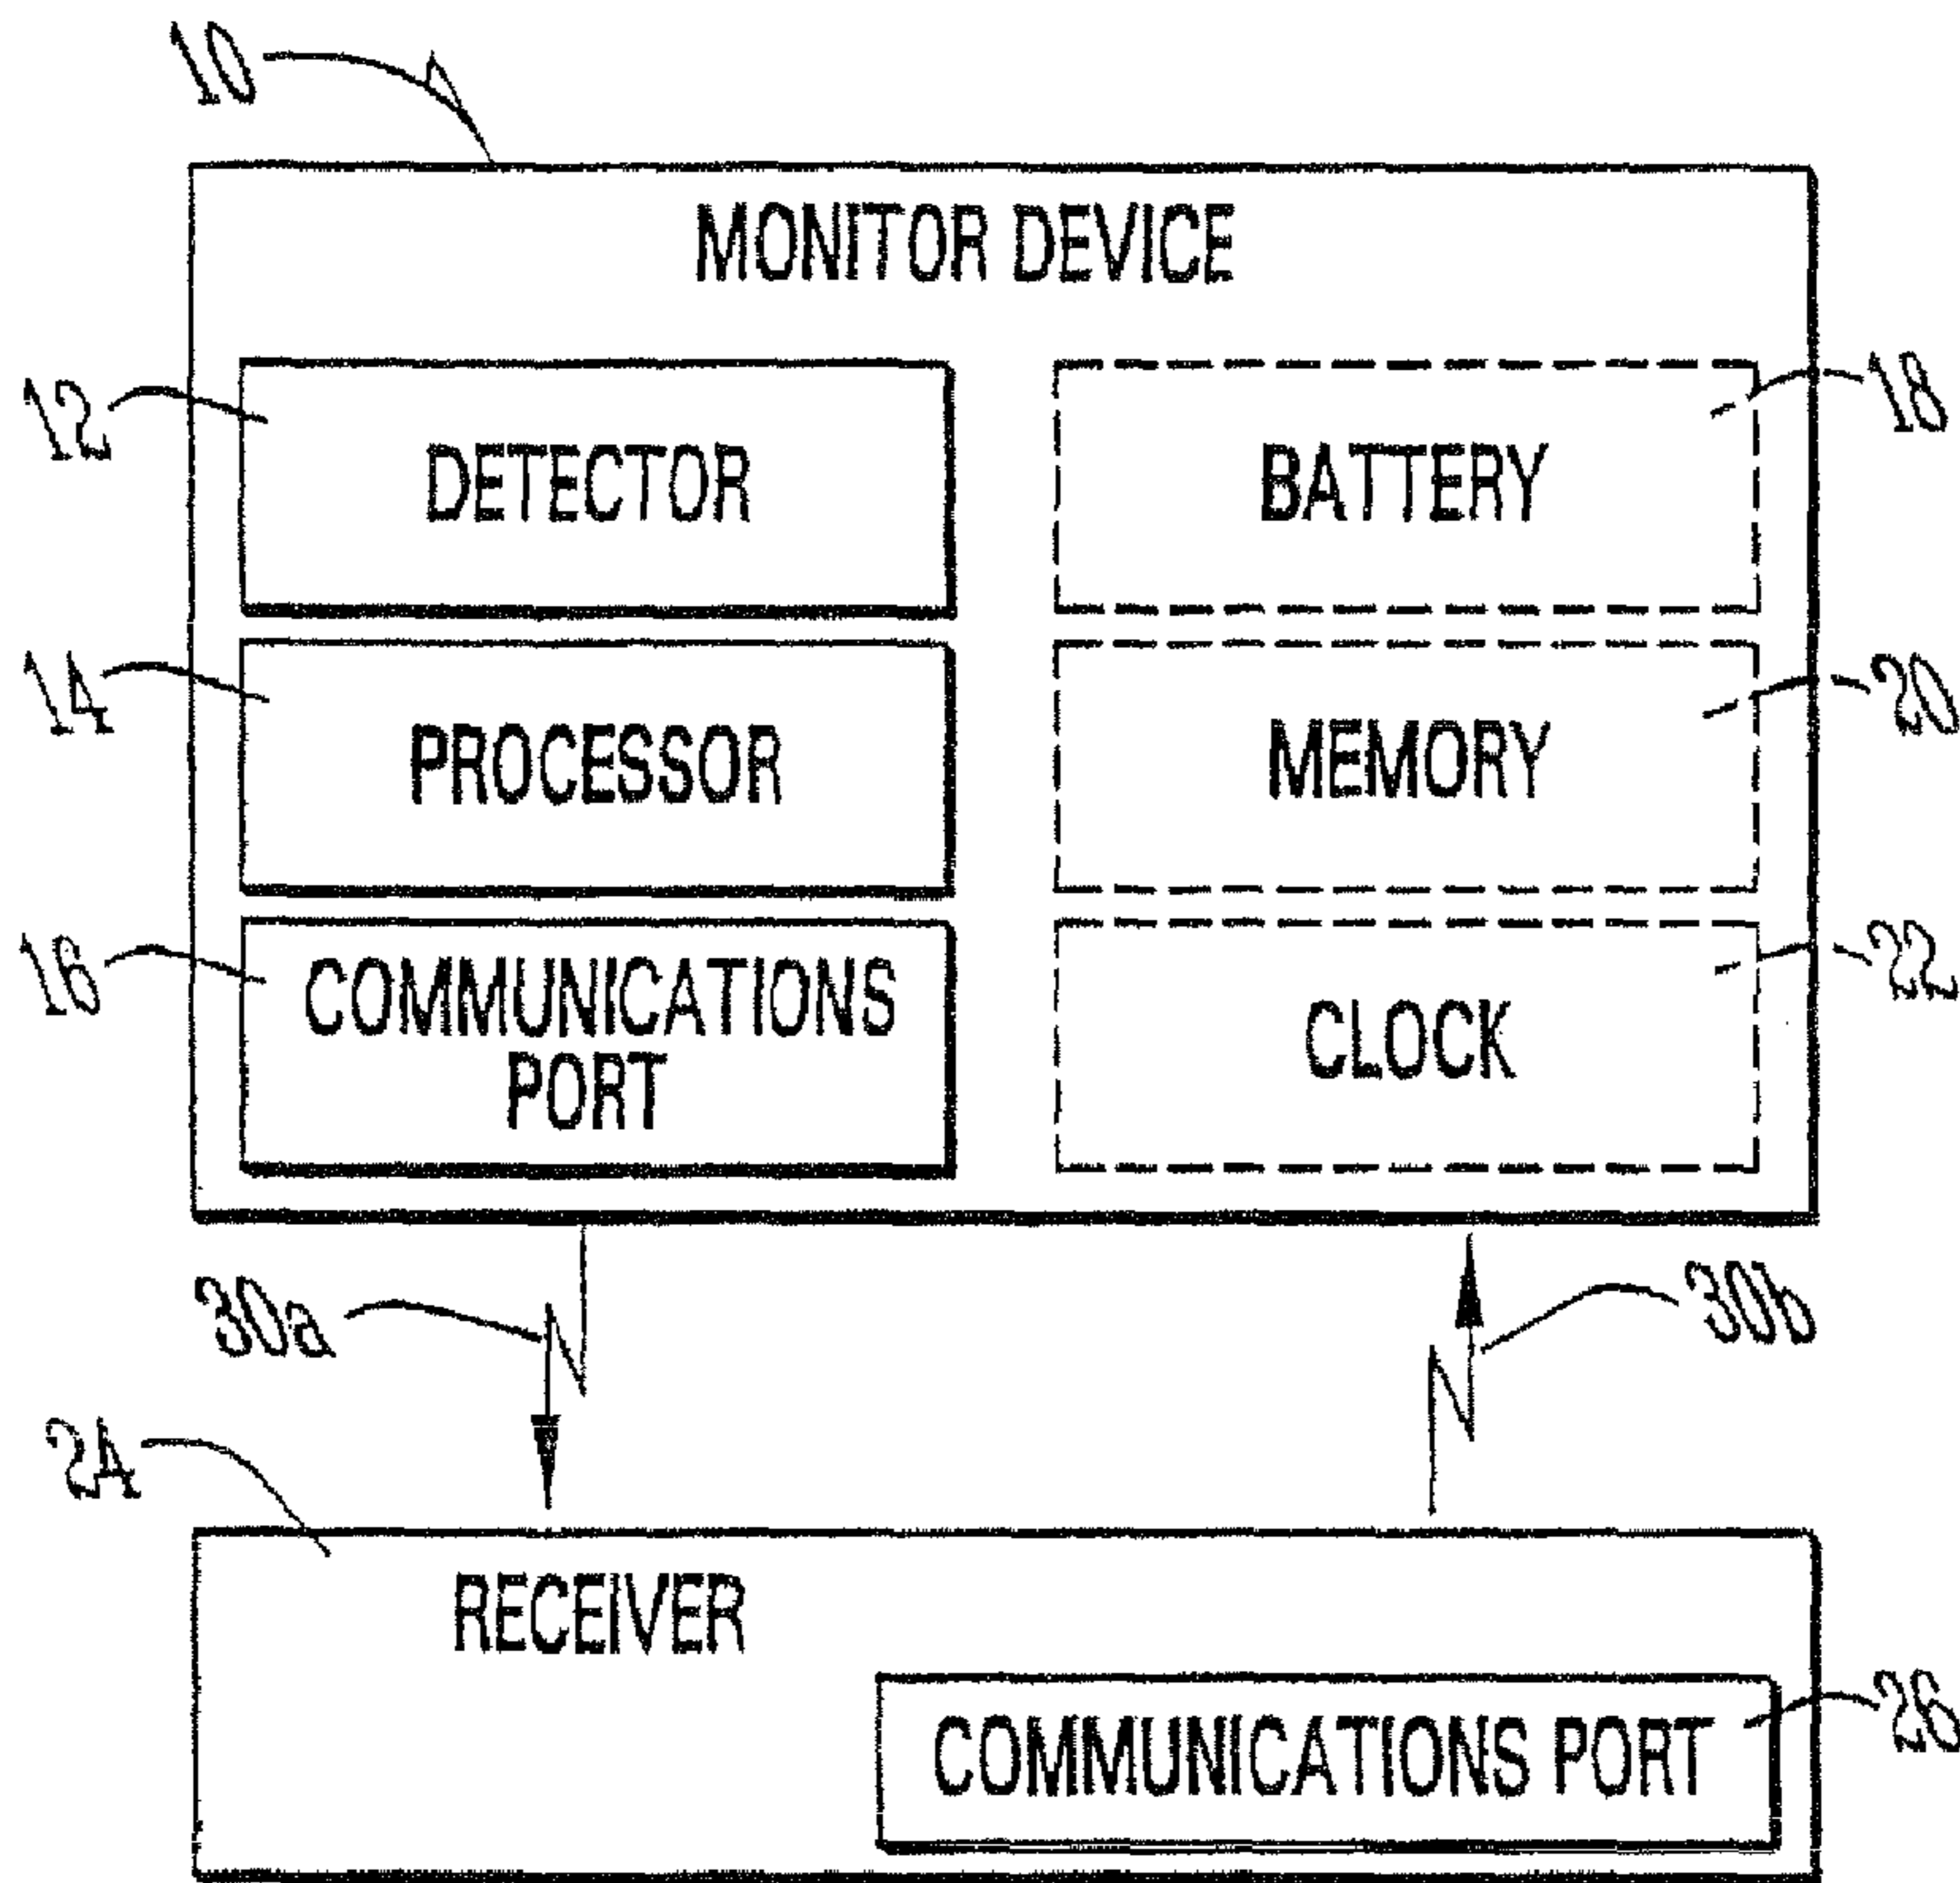 10
MONITOR DEVICE
12
DETECTOR
BATTERY
18
14
PROCESSOR
MEMORY
20
16
COMMUNICATIONS
PORT
CLOCK
22
30a
30b
24
RECEIVER
COMMUNICATIONS PORT
26